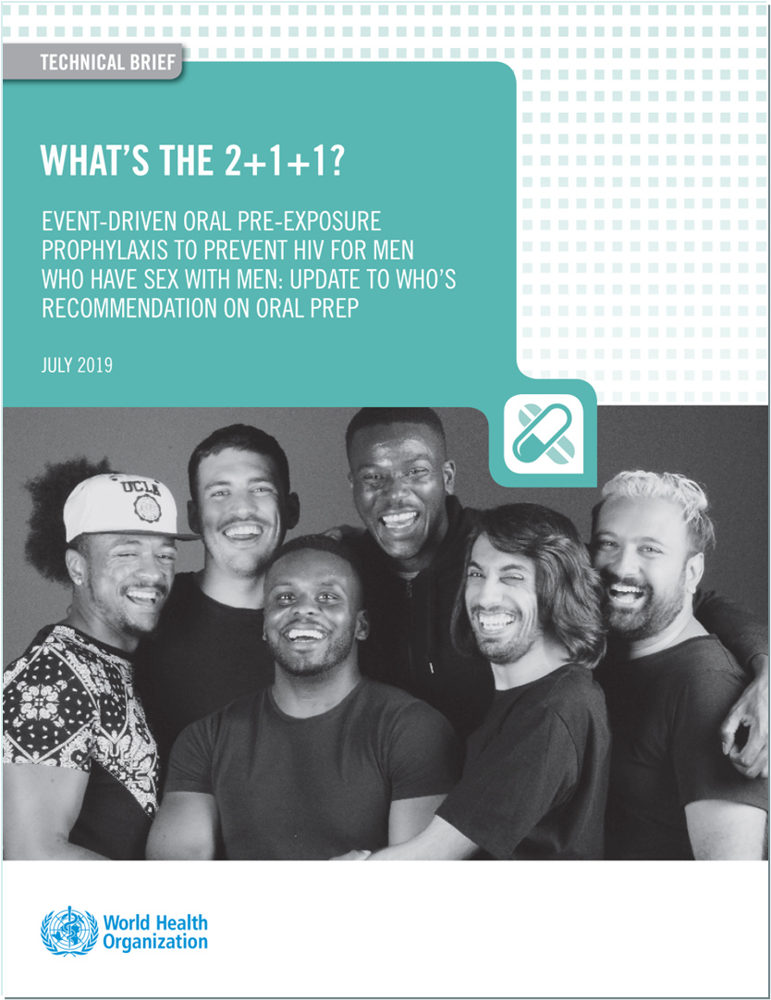 TECHNICAL BRIEF
WHAT'S THE 2+1+1?
EVENT-DRIVEN ORAL PRE-EXPOSURE
PROPHYLAXIS TO PREVENT HIV FOR MEN
WHO HAVE SEX WITH MEN: UPDATE TO WHO'S
RECOMMENDATION ON ORAL PREP
JULY 2019
UCLA
World Health
Organization